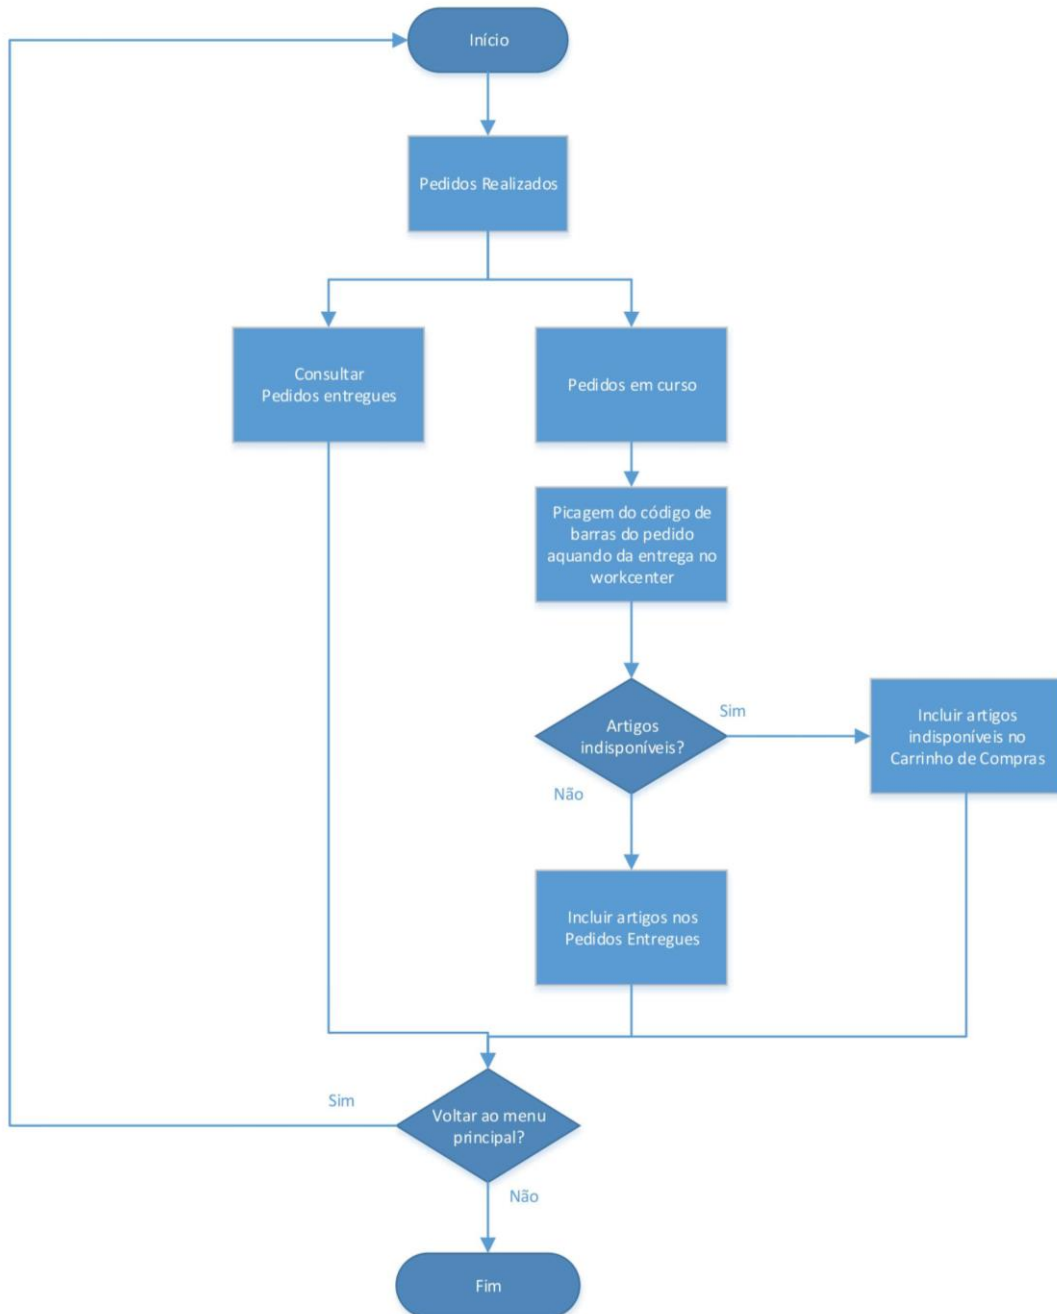 Início
Pedidos Realizados
Consultar
Pedidos entregues
Pedidos em curso
Picagem do código de
barras do pedido
aquando da entrega no
workcenter
Artigos
indisponíveis?
Sim
Incluir artigos
indisponíveis no
Carrinho de Compras
Não
Incluir artigos nos
Pedidos Entregues
Sim
Voltar ao menu
principal?
Não
Fim